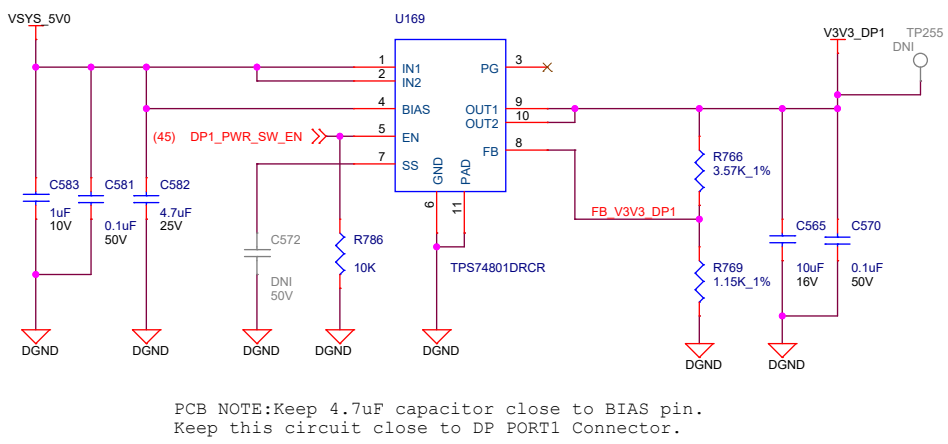 VSYS_5V0
U169
V3V3_DP1
TP255
DNI
1
IN1
2
IN2
PG
3
4
BIAS
OUT1
9
OUT2
10
(45) DP1_PWR_SW_EN
5
EN
FB
8
7
SS
GND
PAD
6
11
C583
1uF
10V
C581
0.1uF
50V
C582
4.7uF
25V
C572
DNI
50V
R786
10K
TPS74801DRCR
FB_V3V3_DP1
R766
3.57K_1%
R769
1.15K_1%
C565
10uF
16V
C570
0.1uF
50V
DGND
DGND
DGND
DGND
DGND
DGND
DGND
PCB NOTE:Keep 4.7uF capacitor close to BIAS pin.
Keep this circuit close to DP PORT1 Connector.